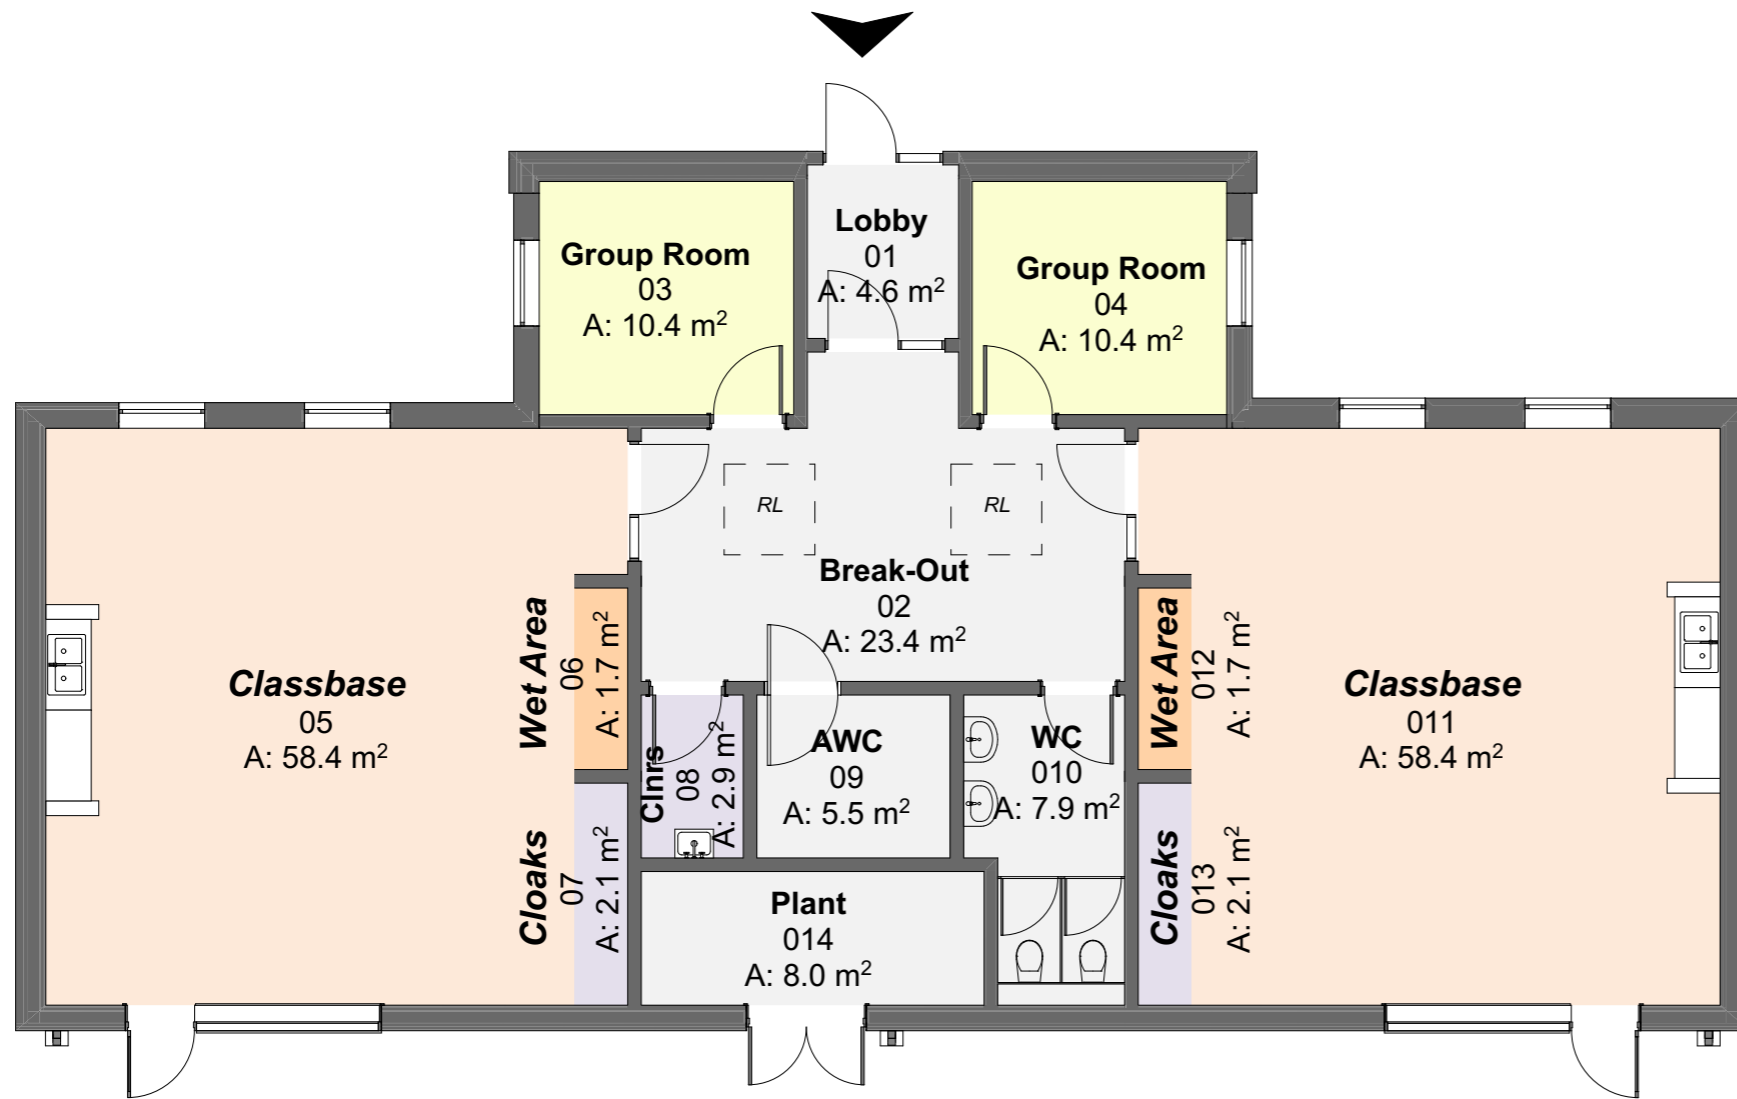 Lobby
01
A: 4.6 m²
Group Room
03
A: 10.4 m²
Group Room
04
A: 10.4 m²
RL
RL
Break-Out
02
A: 23.4 m²
Classbase
05
A: 58.4 m²
Wet Area
06
A: 1.7 m²
Cloaks
07
A: 2.1 m²
Clnrs
08
A: 2.9 m²
AWC
09
A: 5.5 m²
WC
010
A: 7.9 m²
Wet Area
012
A: 1.7 m²
Cloaks
013
A: 2.1 m²
Classbase
011
A: 58.4 m²
Plant
014
A: 8.0 m²